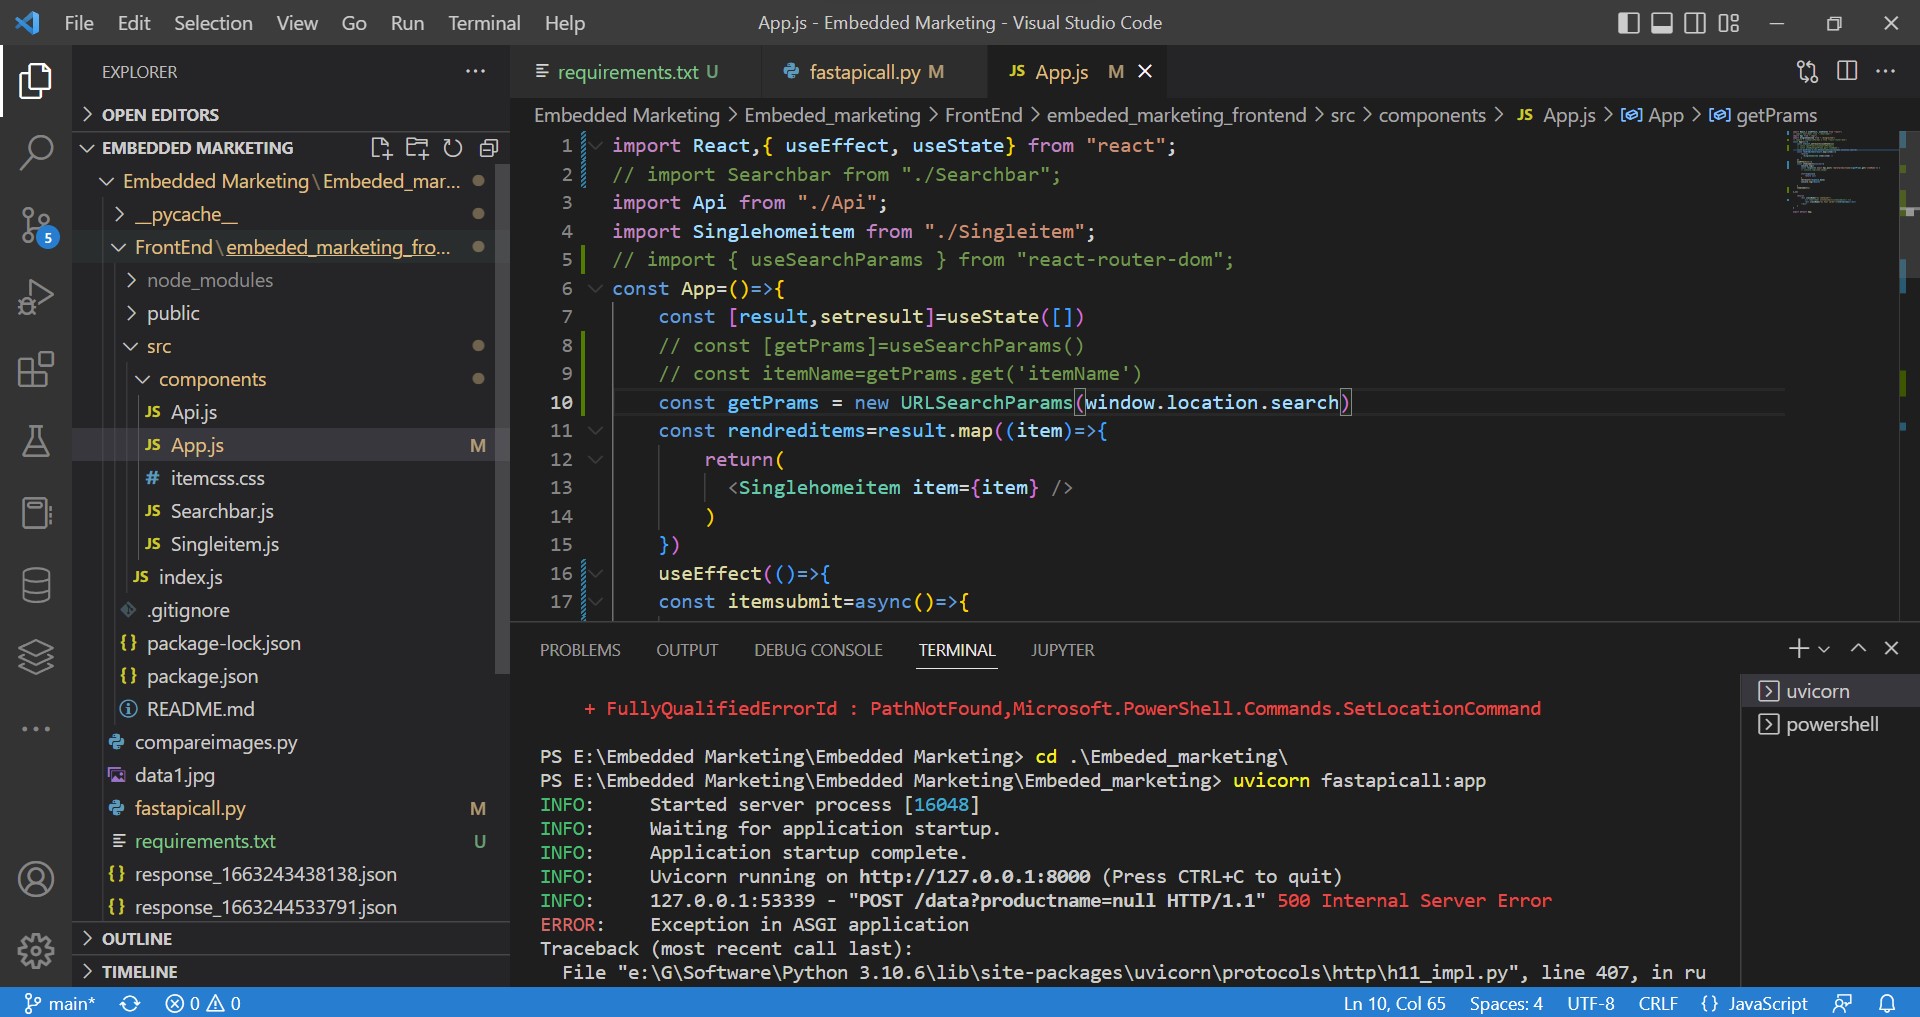 File Edit Selection View Go Run Terminal Help
App.js - Embedded Marketing - Visual Studio Code
EXPLORER
OPEN EDITORS
EMBEDDED MARKETING
Embedded Marketing\Embeded_mar...
__pycache__
FrontEnd\embeded_marketing_fro...
node_modules
public
src
components
JS Api.js
JS App.js M
# itemcss.css
JS Searchbar.js
JS Singleitem.js
JS index.js
.gitignore
{} package-lock.json
{} package.json
README.md
compareimages.py
data1.jpg
fastapicall.py M
requirements.txt U
{} response_1663243438138.json
{} response_1663244533791.json
OUTLINE
TIMELINE
5
requirements.txt U
fastapicall.py M
JS App.js M
Embedded Marketing > Embeded_marketing > FrontEnd > embeded_marketing_frontend > src > components > JS App.js > App > getPrams
1 import React,{ useEffect, useState} from "react";
2 // import Searchbar from "./Searchbar";
3 import Api from "./Api";
4 import Singlehomeitem from "./Singleitem";
5 // import { useSearchParams } from "react-router-dom";
6 const App=()=>{
7 const [result,setresult]=useState([])
8 // const [getPrams]=useSearchParams()
9 // const itemName=getPrams.get('itemName')
10 const getPrams = new URLSearchParams(window.location.search)
11 const rendreditems=result.map((item)=>{
12 return(
13 <Singlehomeitem item={item} />
14 )
15 })
16 useEffect(()=>{
17 const itemsubmit=async()=>{
PROBLEMS OUTPUT DEBUG CONSOLE TERMINAL JUPYTER
+ FullyQualifiedErrorId : PathNotFound,Microsoft.PowerShell.Commands.SetLocationCommand
PS E:\Embedded Marketing\Embedded Marketing> cd .\Embeded_marketing\
PS E:\Embedded Marketing\Embedded Marketing\Embeded_marketing> uvicorn fastapicall:app
INFO: Started server process [16048]
INFO: Waiting for application startup.
INFO: Application startup complete.
INFO: Uvicorn running on http://127.0.0.1:8000 (Press CTRL+C to quit)
INFO: 127.0.0.1:53339 - "POST /data?productname=null HTTP/1.1" 500 Internal Server Error
ERROR: Exception in ASGI application
Traceback (most recent call last):
File "e:\G\Software\Python 3.10.6\lib\site-packages\uvicorn\protocols\http\h11_impl.py", line 407, in ru
uvicorn
powershell
main* 0 0
Ln 10, Col 65 Spaces: 4 UTF-8 CRLF {} JavaScript